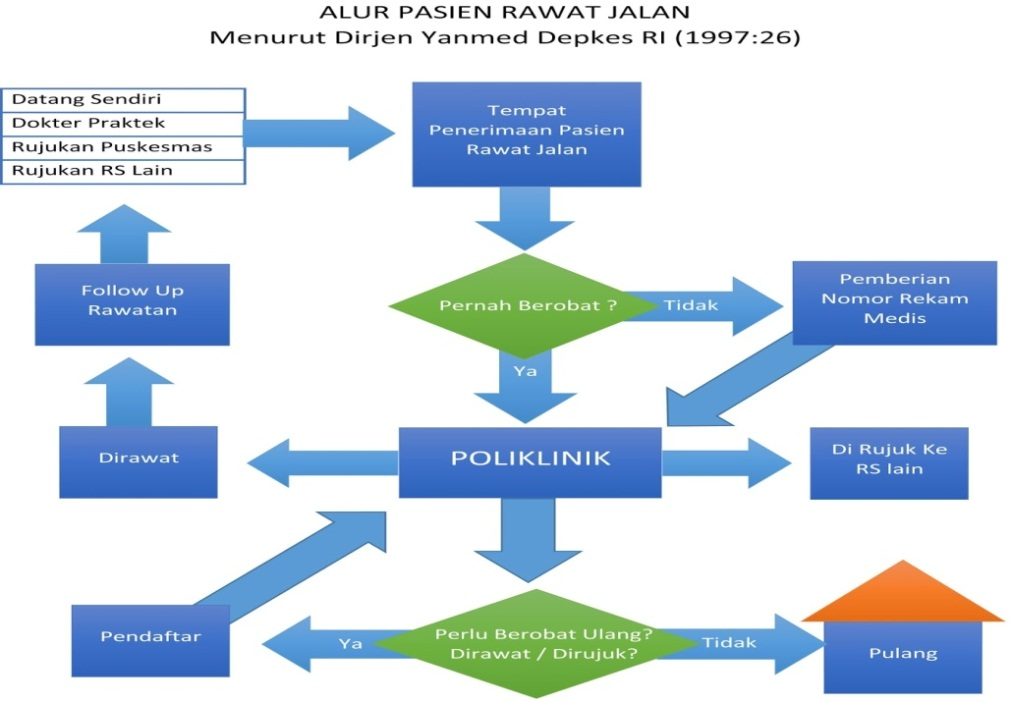 ALUR PASIEN RAWAT JALAN
Menurut Dirjen Yanmed Depkes RI (1997:26)
Datang Sendiri
Dokter Praktek
Rujukan Puskesmas
Rujukan RS Lain
Tempat
Penerimaan Pasien
Rawat Jalan
Follow Up
Rawatan
Pernah Berobat ?
Tidak
Pemberian
Nomor Rekam
Medis
Ya
Dirawat
POLIKLINIK
Di Rujuk Ke
RS lain
Pendaftar
Ya
Perlu Berobat Ulang?
Dirawat / Dirujuk?
Tidak
Pulang